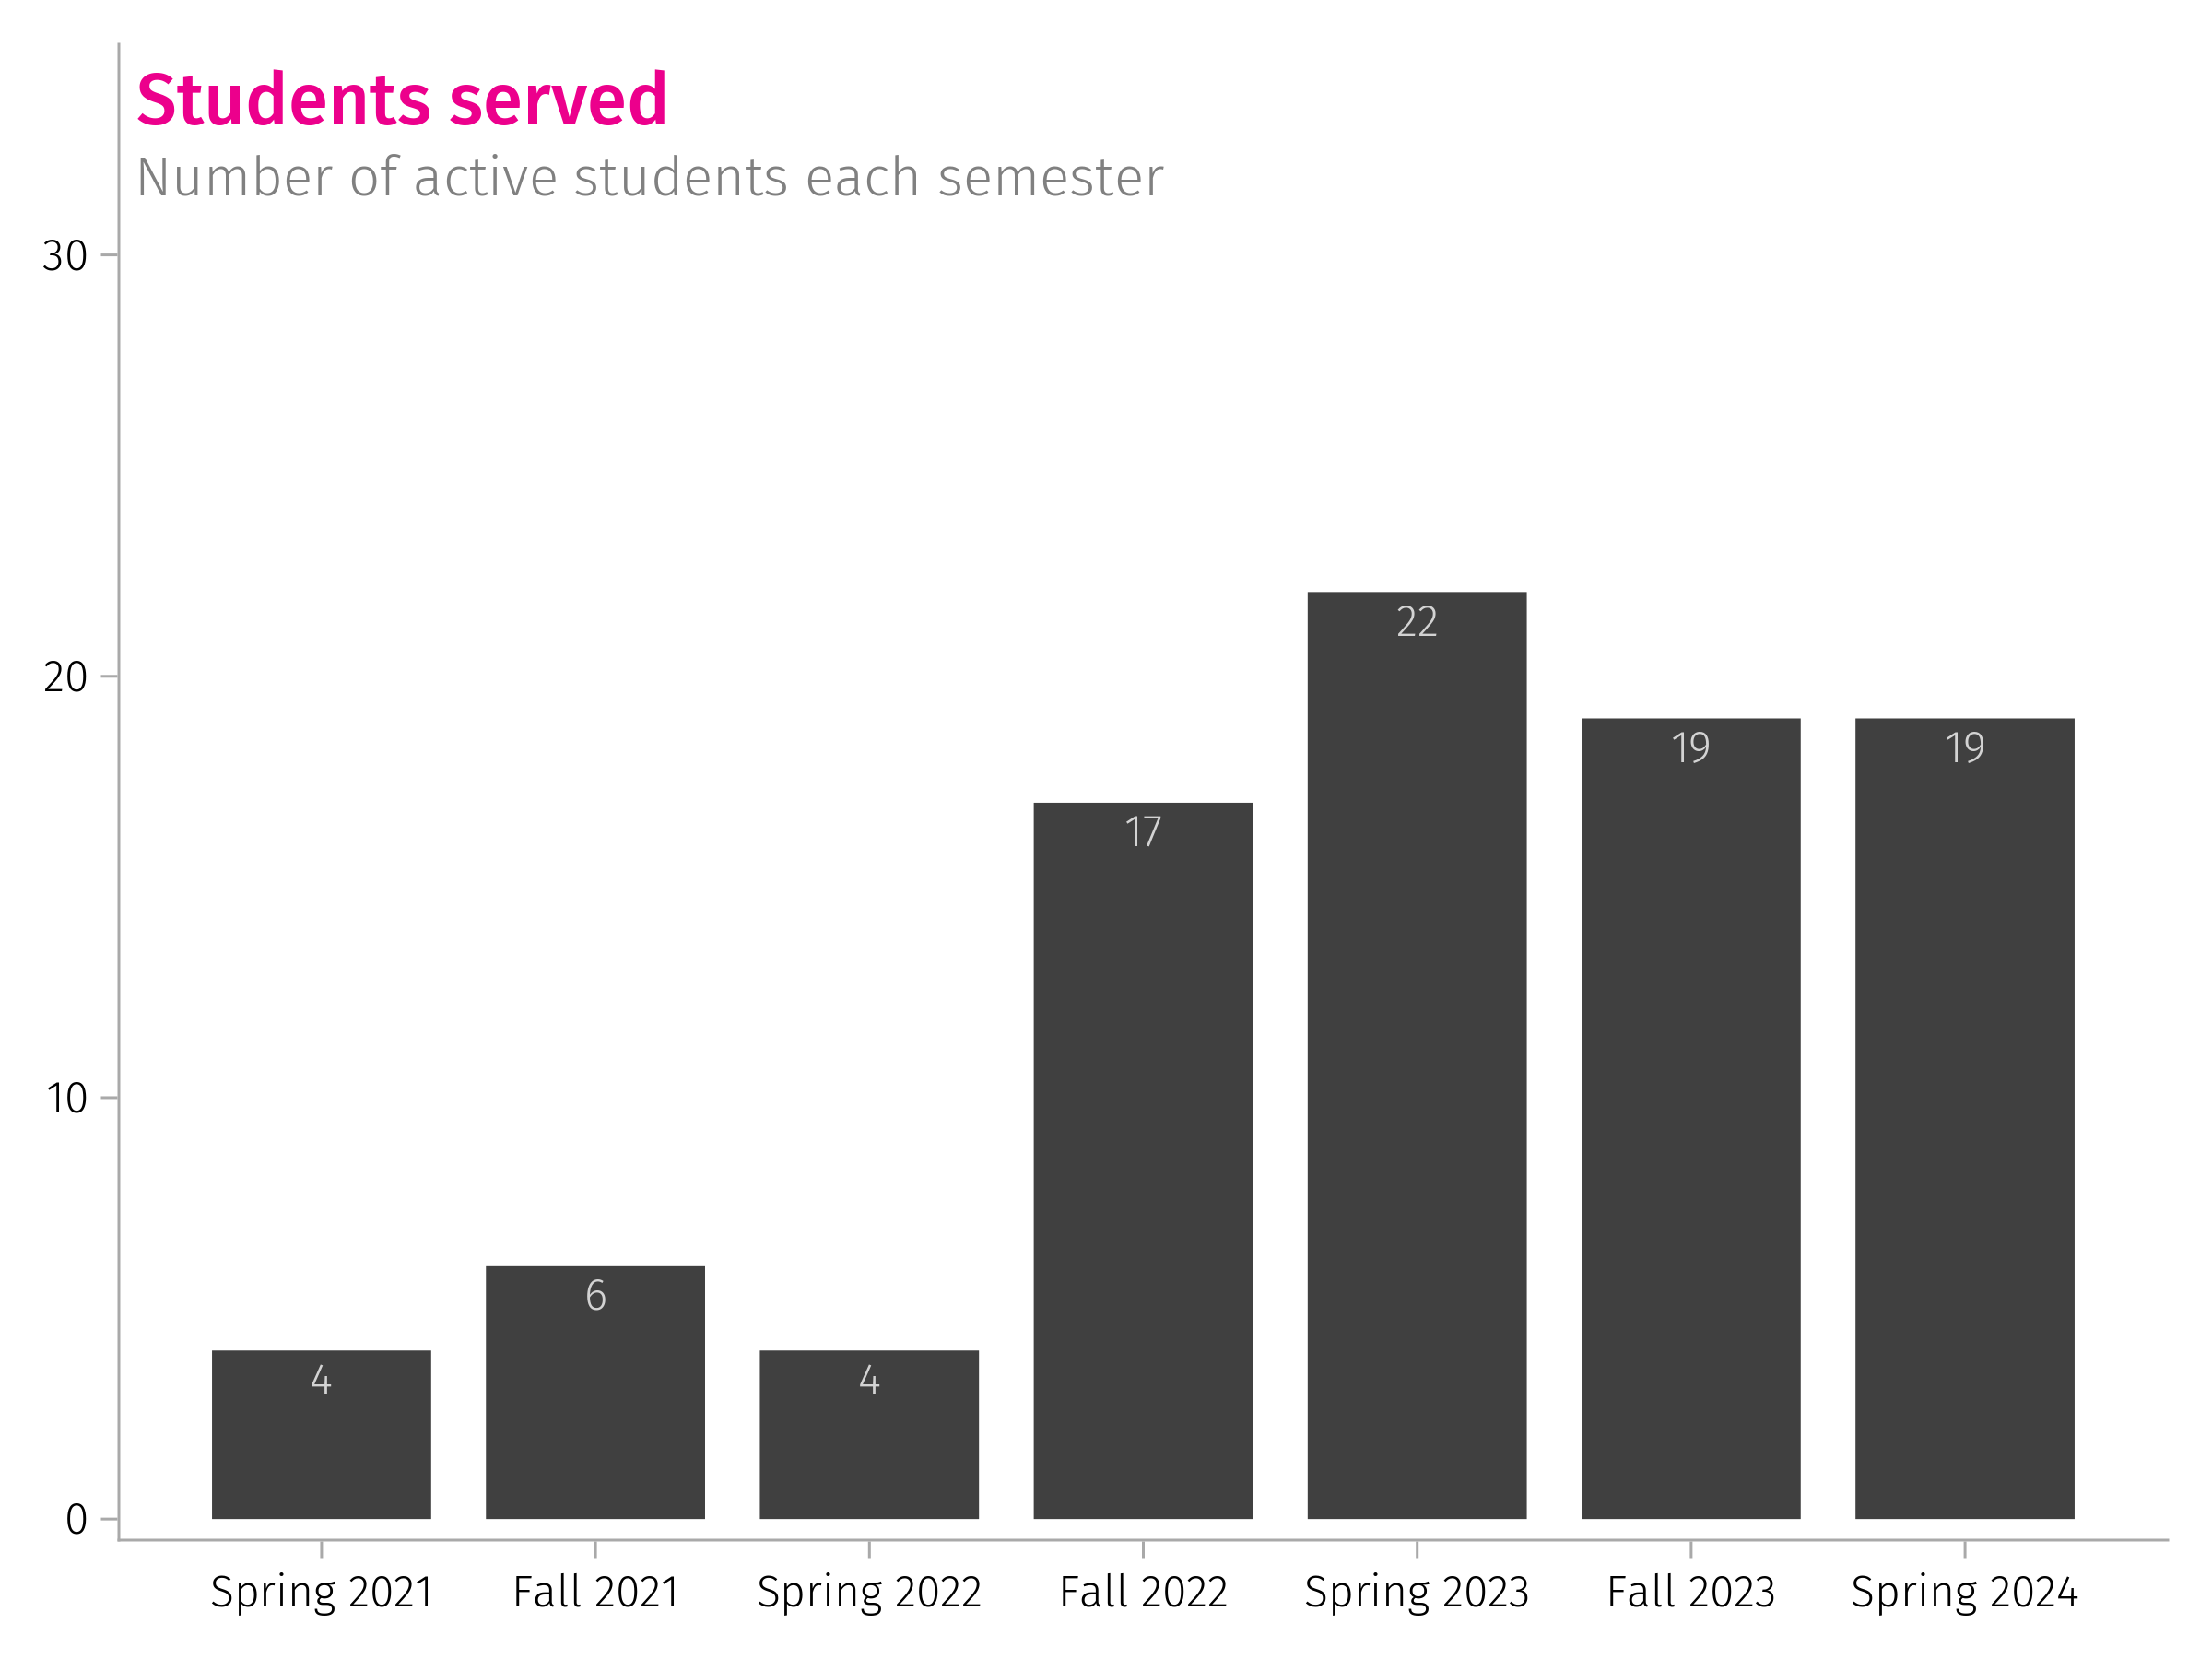 Students served
Number of active students each semester
30
20
10
0
4
6
4
17
22
19
19
Spring 2021
Fall 2021
Spring 2022
Fall 2022
Spring 2023
Fall 2023
Spring 2024